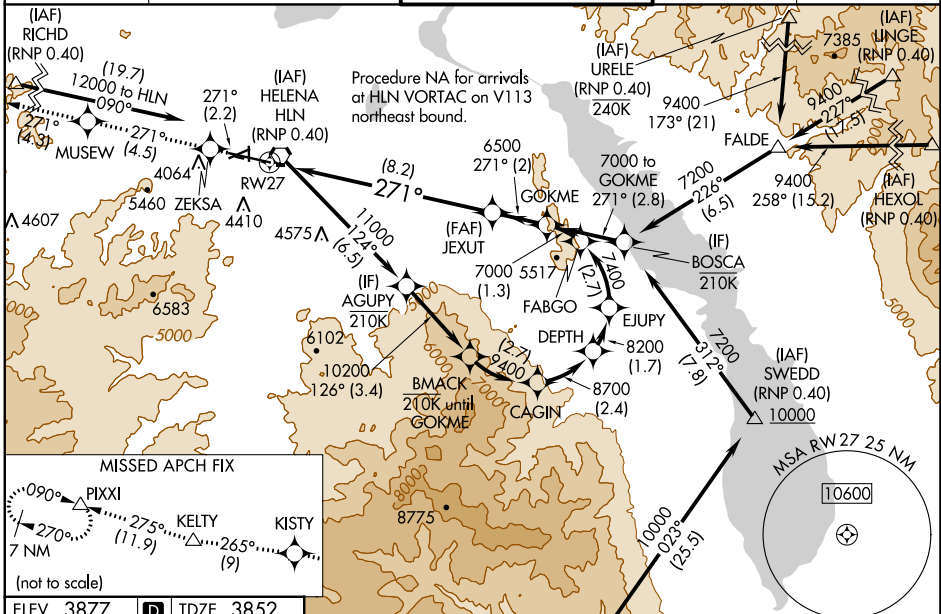 (IAF)
RICHD
(RNP 0.40)
(19.7)
12000 to HLN
090°
271°
(4.3)
MUSEW
271°
(4.5)
271°
(2.2)
(IAF)
HELENA
HLN
(RNP 0.40)
Procedure NA for arrivals
at HLN VORTAC on V113
northeast bound.
(IAF)
URELE
(RNP 0.40)
240K
7385
(IAF)
LINGE
(RNP 0.40)
9400
173° (21)
9400
227°
(17.5)
FALDE
9400
258° (15.2)
(IAF)
HEXOL
(RNP 0.40)
4064
ZEKSA
RW27
5460
4410
4607
4575
(8.2)
271°
6500
271° (2)
GOKME
7000 to
GOKME
271° (2.8)
7200
226°
(6.5)
(FAF)
JEXUT
7000
(1.3)
5517
FABGO
7400
(2.7)
(IF)
BOSCA
210K
11000
124°
(6.5)
(IF)
AGUPY
210K
5000
6583
5000
6102
10200
126° (3.4)
6000
7000
BMACK
210K until
GOKME
(2.7)
9400
CAGIN
DEPTH
EJUPY
8200
(1.7)
8700
(2.4)
7200
312°
(7.8)
(IAF)
SWEDD
(RNP 0.40)
10000
8000
8775
10000
023°
(25.5)
MSA RW27 25 NM
10600
MISSED APCH FIX
090°
PIXXI
270°
7 NM
275°
(11.9)
KELTY
265°
(9)
KISTY
(not to scale)
ELEV 3877
D
TDZE 3852